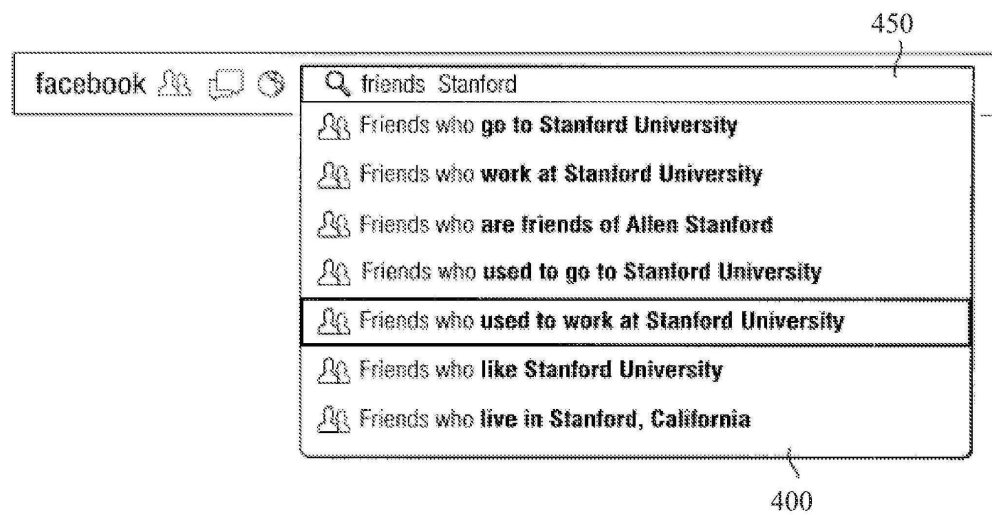 450
facebook friends Stanford
Friends who go to Stanford University
Friends who work at Stanford University
Friends who are friends of Allen Stanford
Friends who used to go to Stanford University
Friends who used to work at Stanford University
Friends who like Stanford University
Friends who live in Stanford, California
400